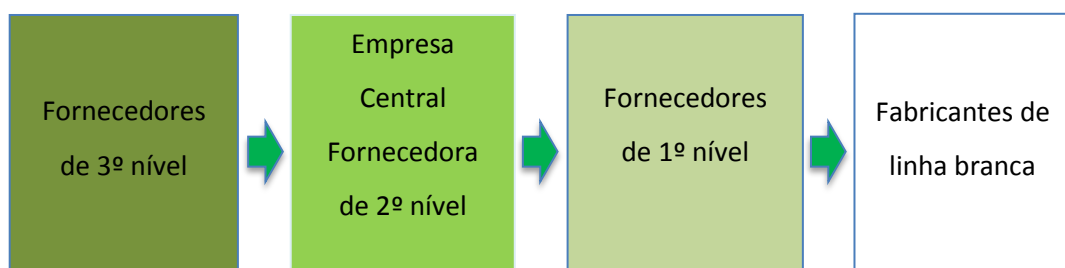 Fornecedores
de 3º nível
Empresa
Central
Fornecedora
de 2º nível
Fornecedores
de 1º nível
Fabricantes de
linha branca